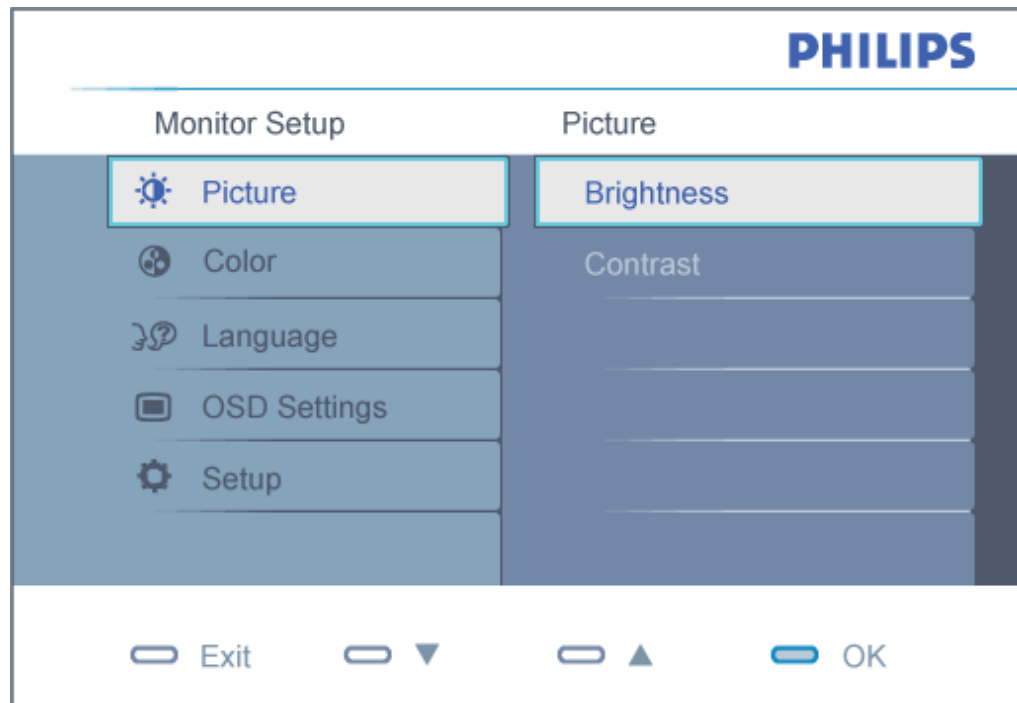 PHILIPS
Monitor Setup Picture
Picture Brightness
Color Contrast
Language
OSD Settings
Setup
Exit ▼ ▲ OK